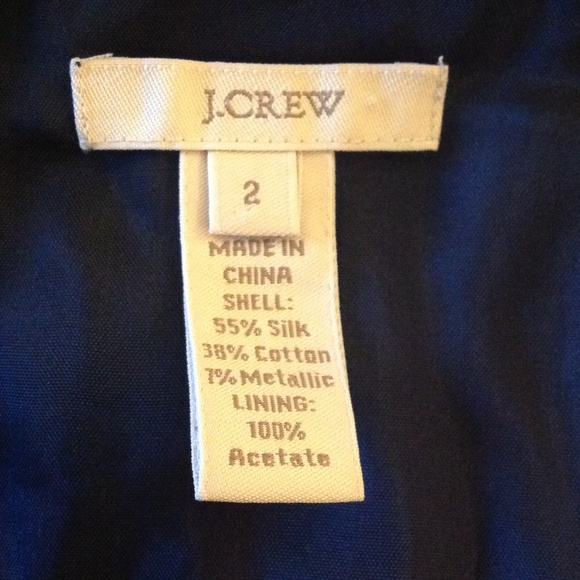 J.CREW
2
MADE IN
CHINA
SHELL:
55% Silk
38% Cotton
7% Metallic
LINING:
100%
Acetate